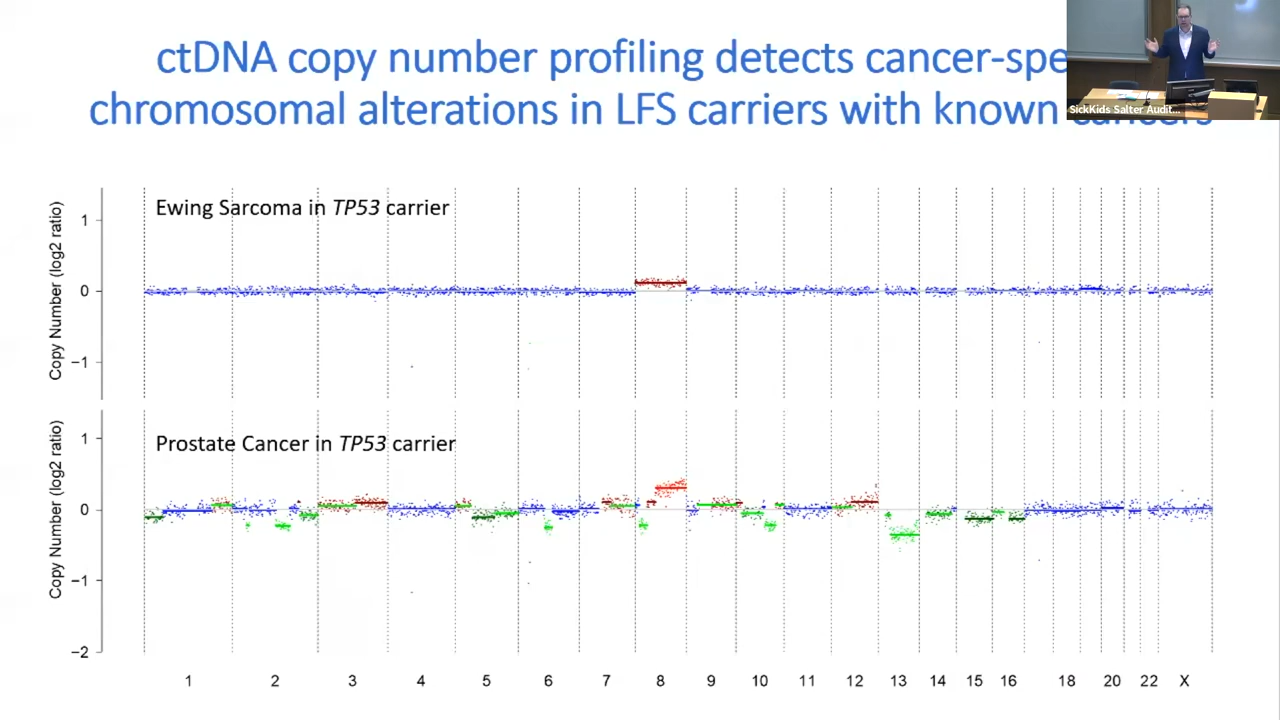 ctDNA copy number profiling detects cancer-spe
chromosomal alterations in LFS carriers with known cancers
SickKids Salter Audit...
Ewing Sarcoma in TP53 carrier
Copy Number (log2 ratio)
1
0
−1
Prostate Cancer in TP53 carrier
Copy Number (log2 ratio)
1
0
−1
−2
1 2 3 4 5 6 7 8 9 10 11 12 13 14 15 16 18 20 22 X